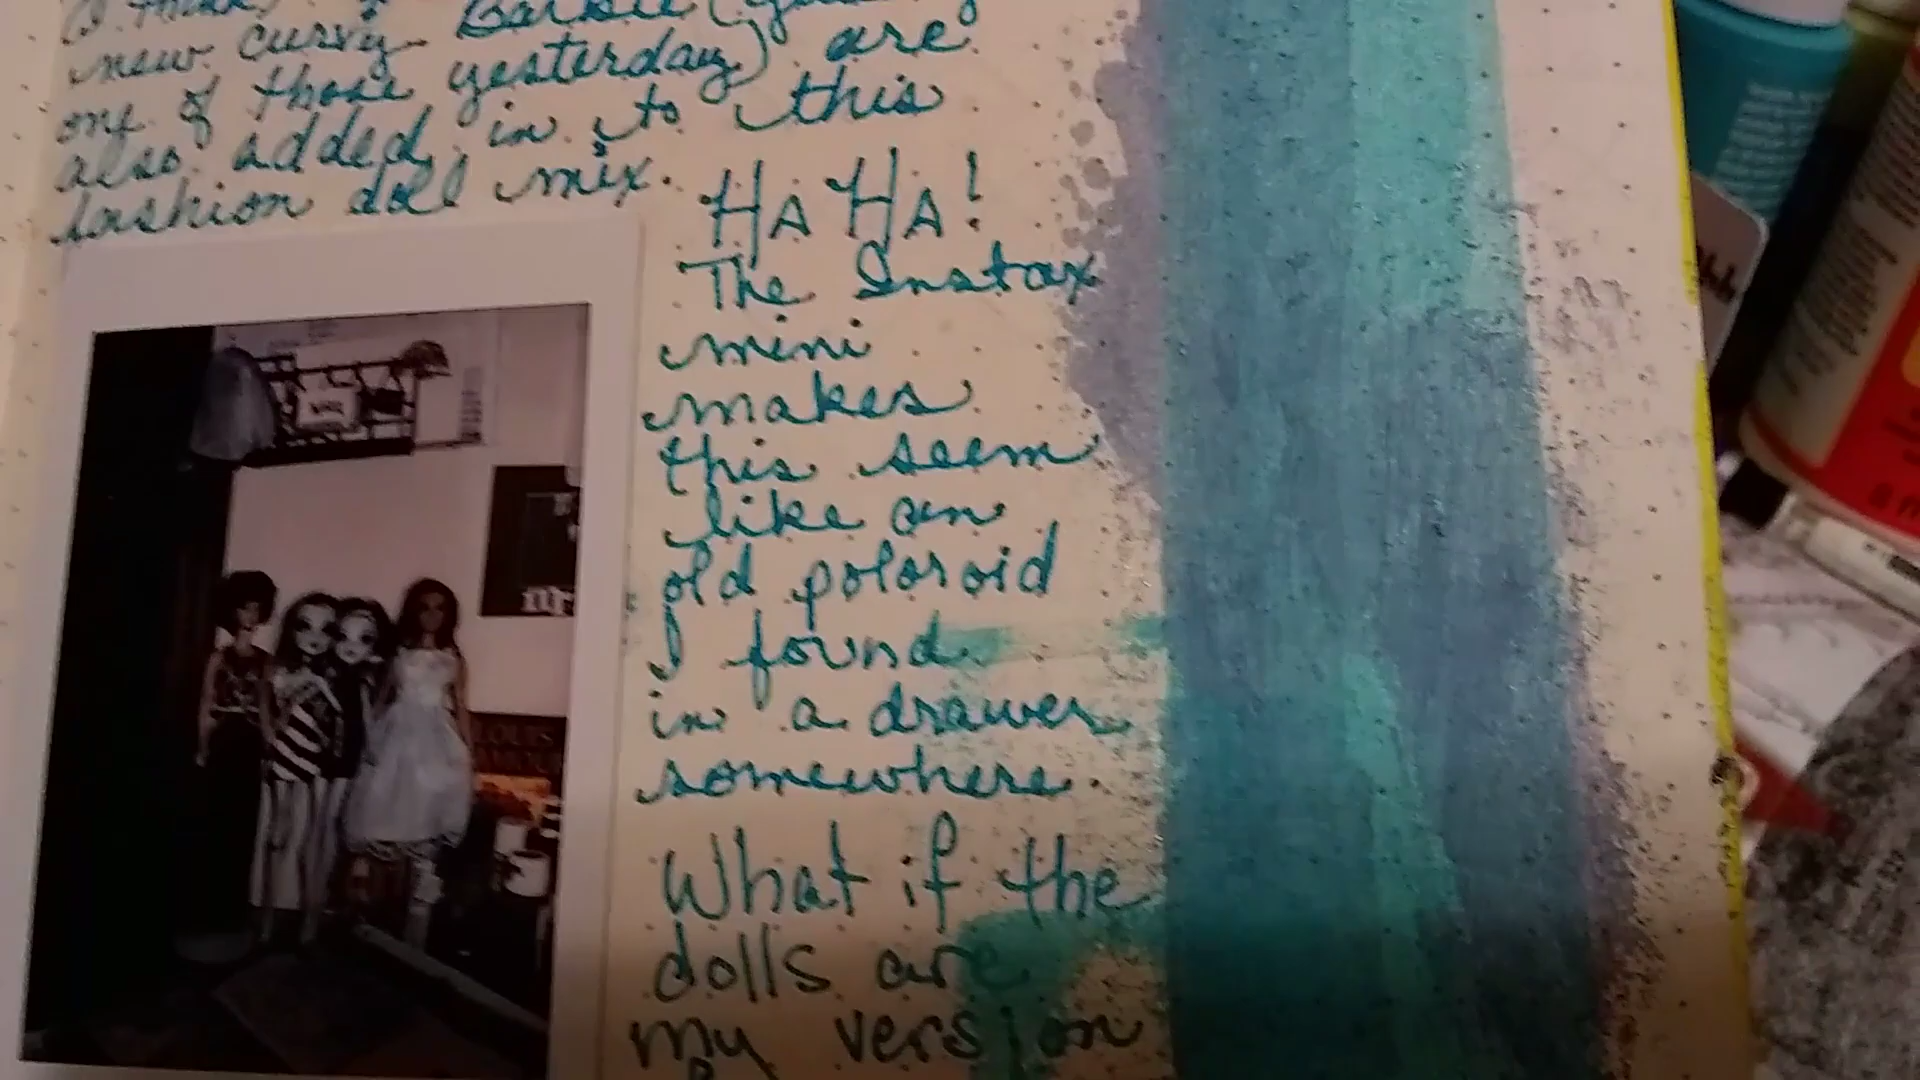 new curvy Barbie
one of those yesterday) are
also added in to this
fashion doll mix.
HA HA!
The Instax
mini
makes
this seem
like an
old poloroid
I found
in a drawer
somewhere.
What if the
dolls are
my version